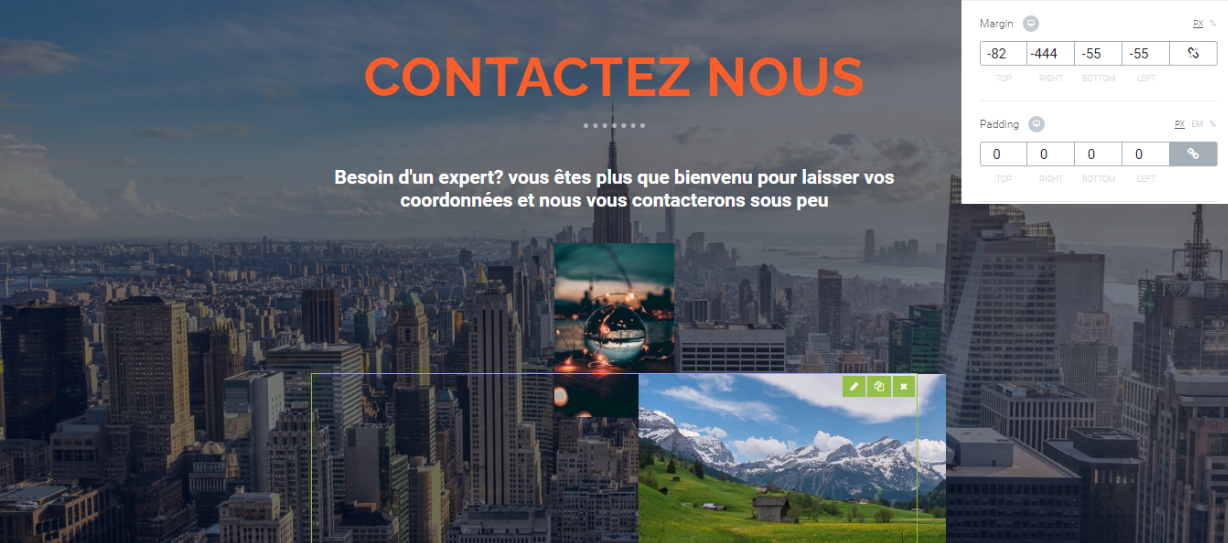 CONTACTEZ NOUS
Besoin d'un expert? vous êtes plus que bienvenu pour laisser vos
coordonnées et nous vous contacterons sous peu
Margin PX %
-82 -444 -55 -55
TOP RIGHT BOTTOM LEFT
Padding PX EM %
0 0 0 0
TOP RIGHT BOTTOM LEFT